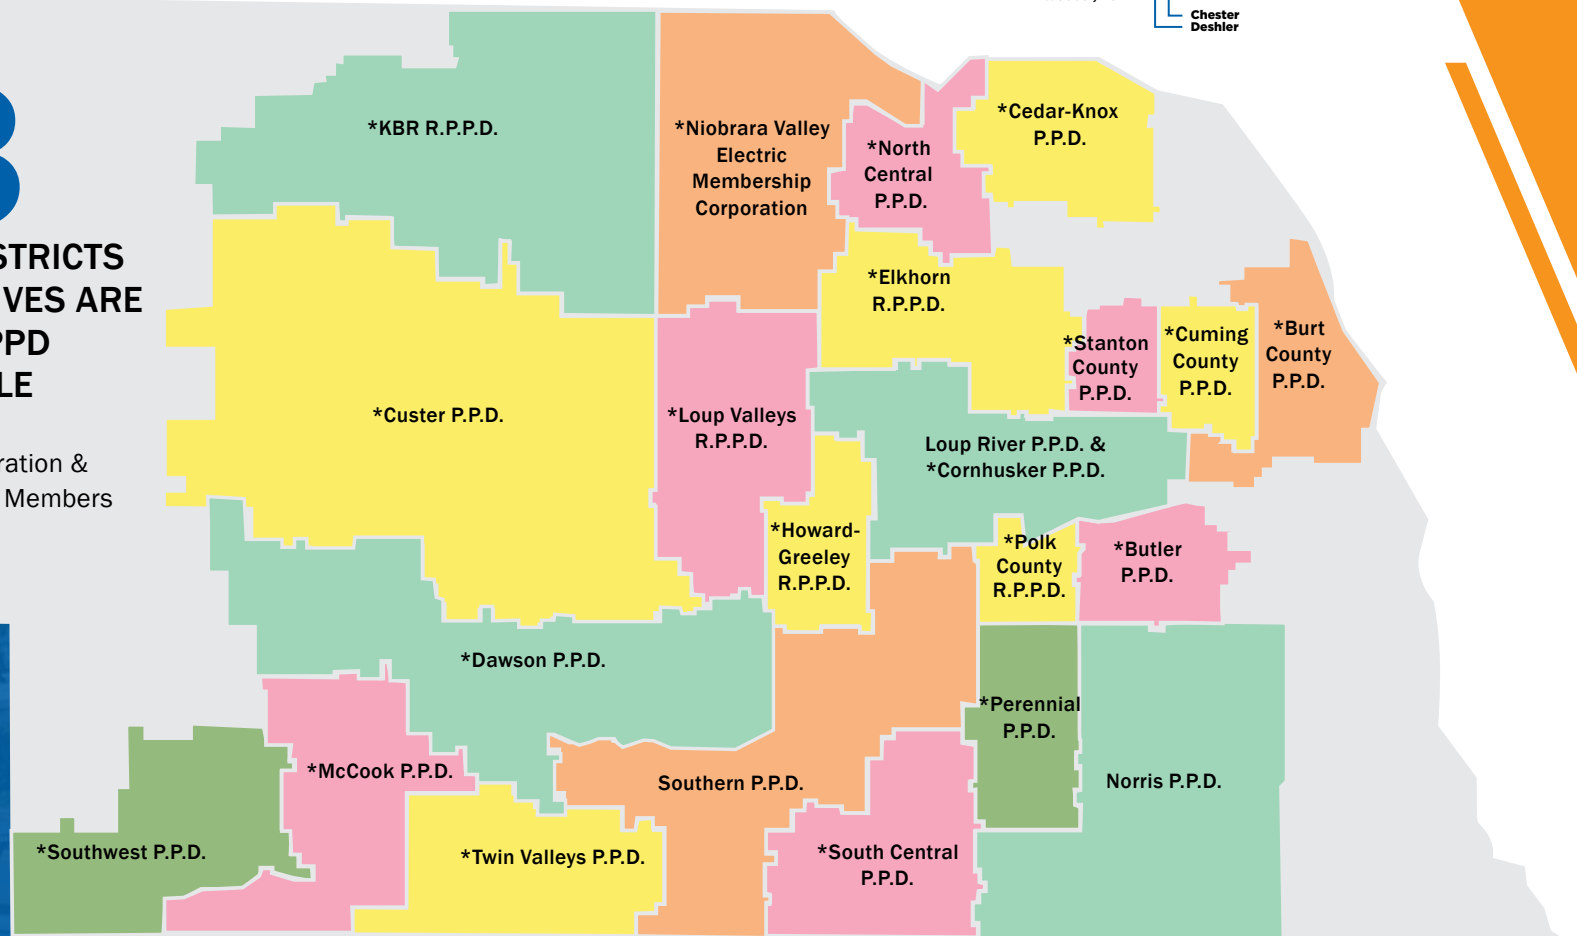 Chester
Deshler
STRICTS
VES ARE
PPD
LE
ration &
Members
*KBR R.P.P.D.
*Niobrara Valley
Electric
Membership
Corporation
*North
Central
P.P.D.
*Cedar-Knox
P.P.D.
*Elkhorn
R.P.P.D.
*Stanton
County
P.P.D.
*Cuming
County
P.P.D.
*Burt
County
P.P.D.
*Custer P.P.D.
*Loup Valleys
R.P.P.D.
Loup River P.P.D. &
*Cornhusker P.P.D.
*Howard-
Greeley
R.P.P.D.
*Polk
County
R.P.P.D.
*Butler
P.P.D.
*Dawson P.P.D.
*Perennial
P.P.D.
*McCook P.P.D.
Southern P.P.D.
Norris P.P.D.
*Southwest P.P.D.
*Twin Valleys P.P.D.
*South Central
P.P.D.